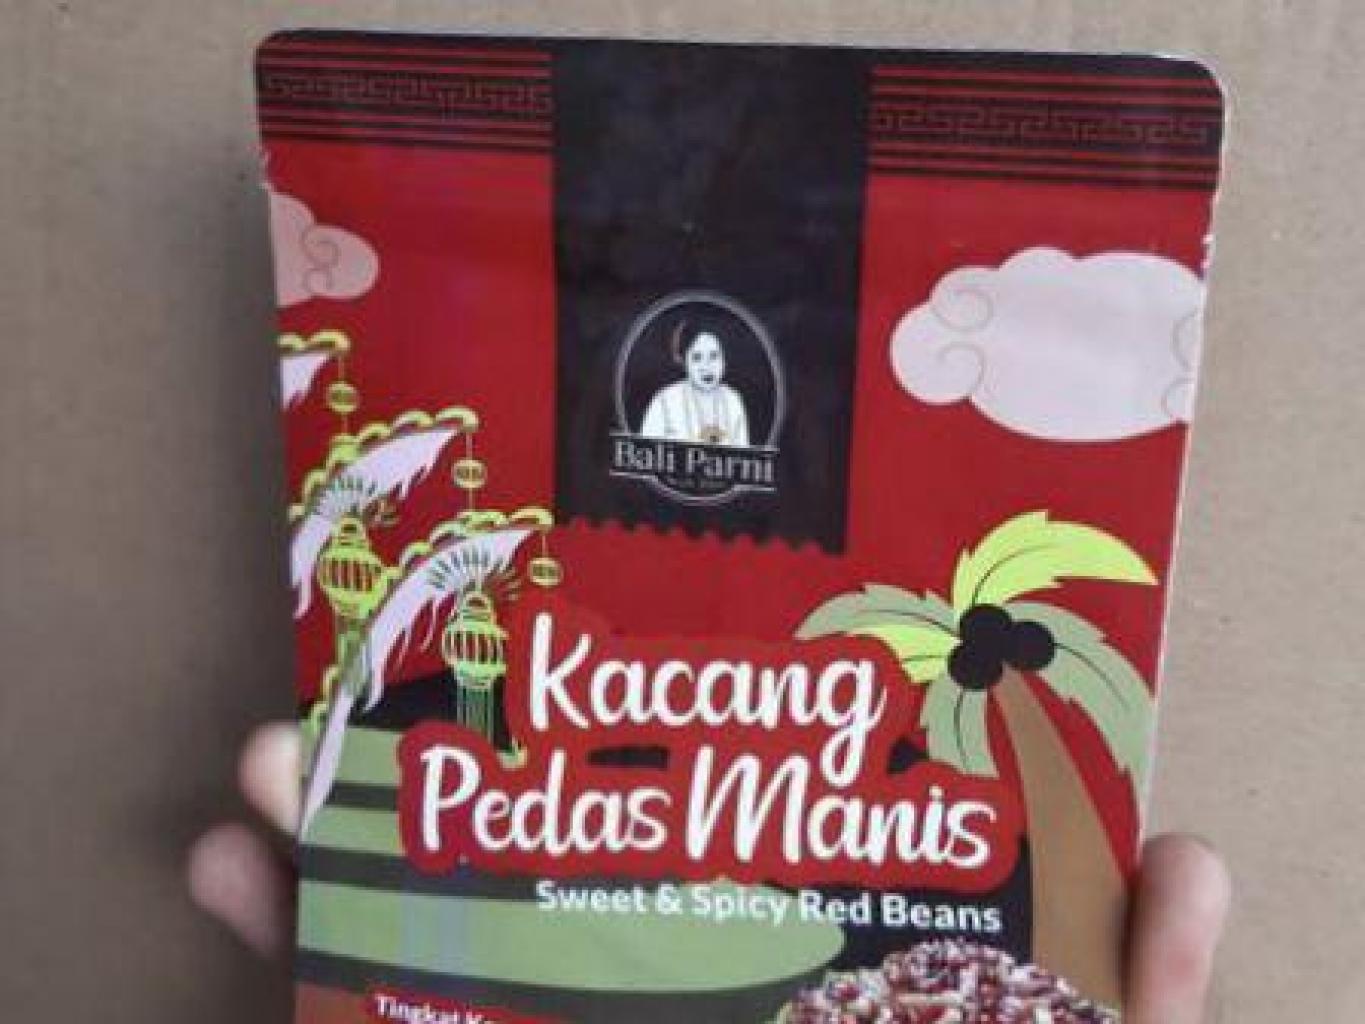 Bali Parni
Kacang
Pedas Manis
Sweet & Spicy Red Beans
Tingkat